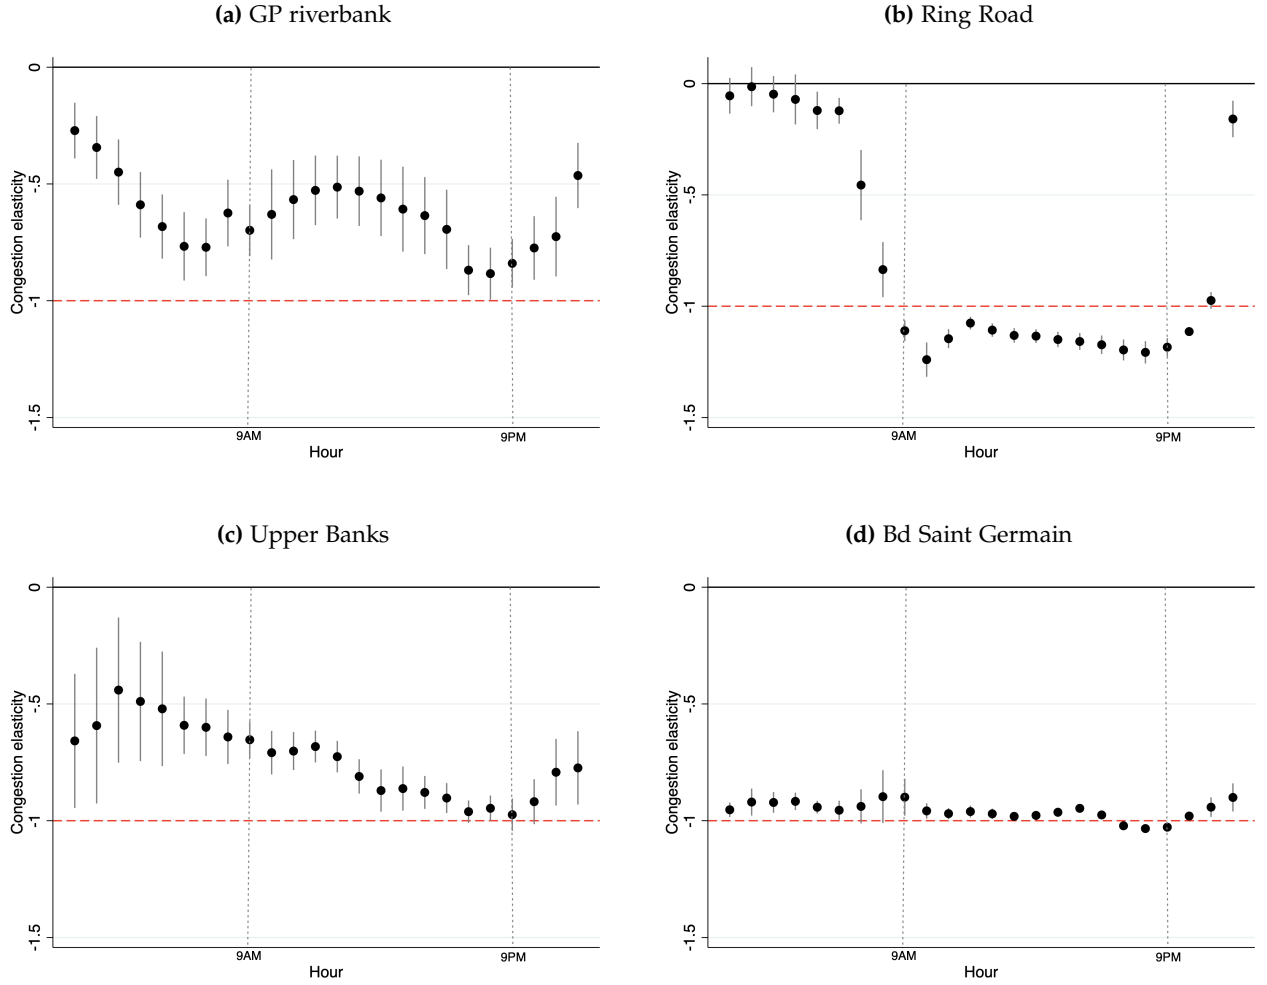 (a) GP riverbank
0
-.5
-1
-1.5
Congestion elasticity
9AM
9PM
Hour
(b) Ring Road
0
-.5
-1
-1.5
Congestion elasticity
9AM
9PM
Hour
(c) Upper Banks
0
-.5
-1
-1.5
Congestion elasticity
9AM
9PM
Hour
(d) Bd Saint Germain
0
-.5
-1
-1.5
Congestion elasticity
9AM
9PM
Hour